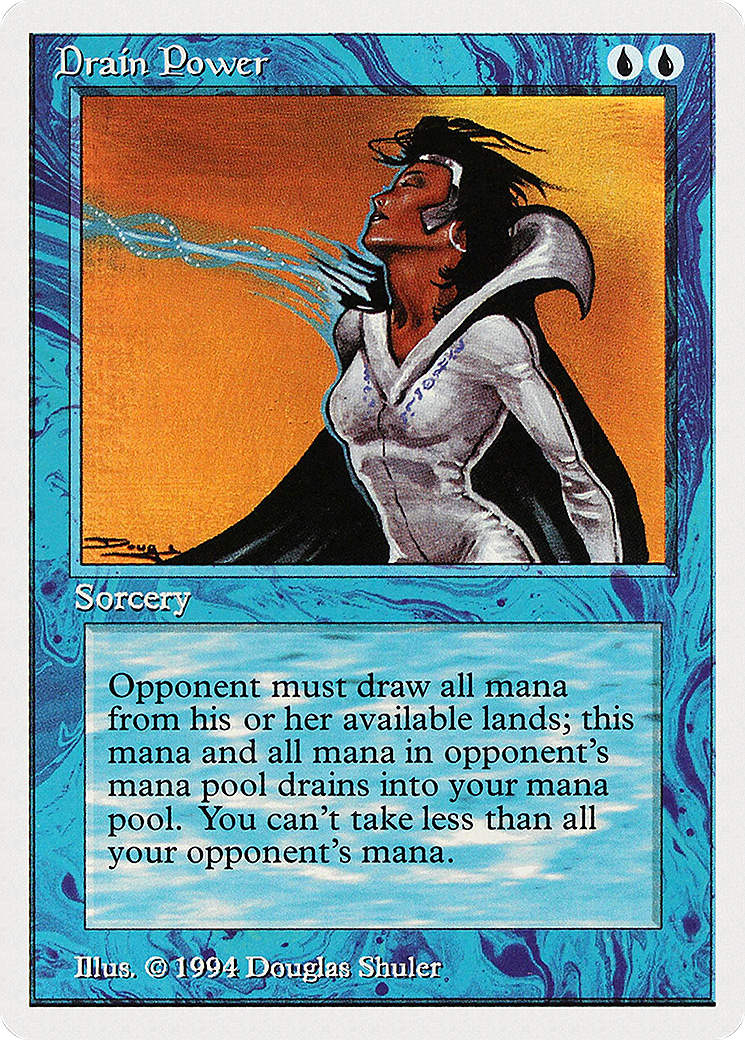 Drain Power
Dougl
Sorcery
Opponent must draw all mana
from his or her available lands; this
mana and all mana in opponent's
mana pool drains into your mana
pool. You can't take less than all
your opponent's mana.
Illus. © 1994 Douglas Shuler